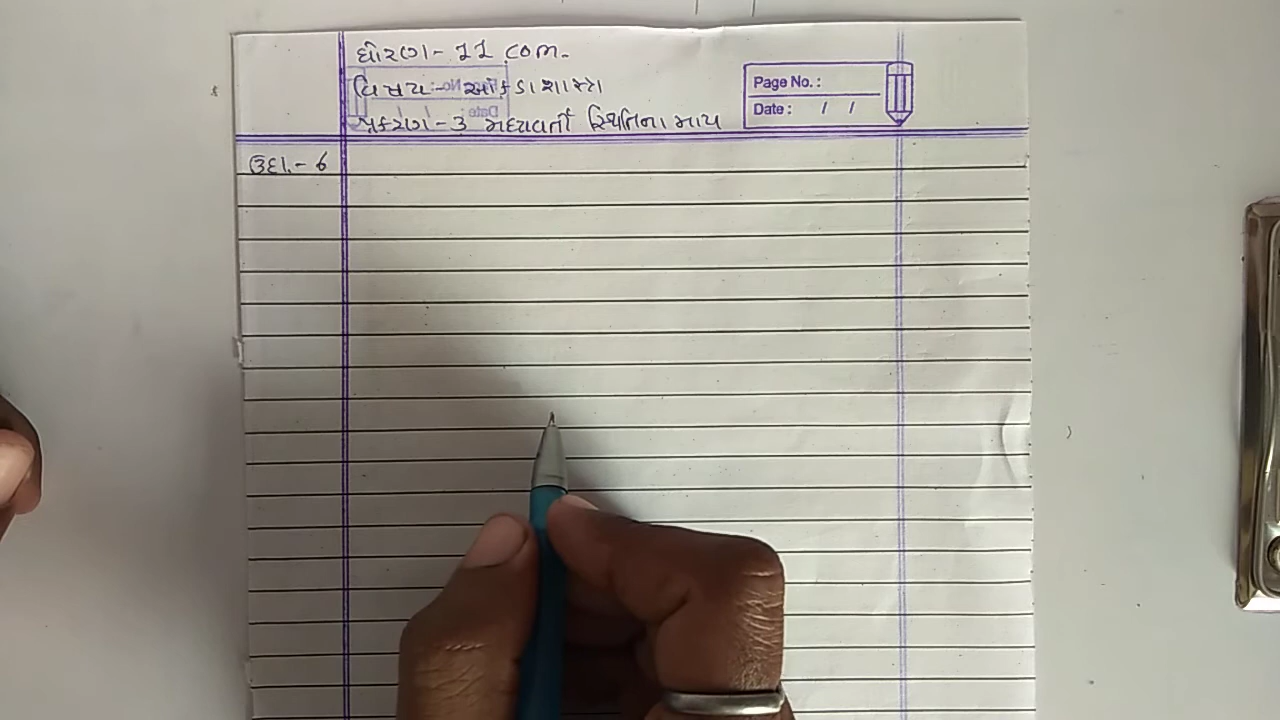 ધોરણ - 11 com.
વિષય - આંકડાશાસ્ત્ર
પ્રકરણ - 3 મધ્યવર્તી સ્થિતિના માપ
Page No. :
Date : / /
ઉદા. - 6